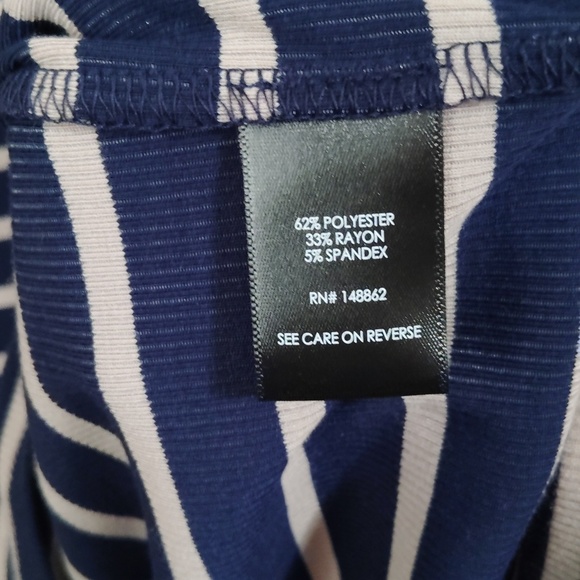 62% POLYESTER
33% RAYON
5% SPANDEX
RN# 148862
SEE CARE ON REVERSE